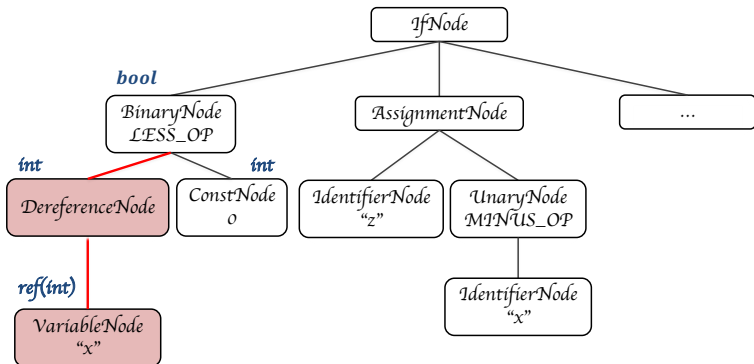 IfNode
bool
BinaryNode
LESS_OP
AssignmentNode
...
int
int
DereferenceNode
ConstNode
0
IdentifierNode
“z”
UnaryNode
MINUS_OP
ref(int)
VariableNode
“x”
IdentifierNode
“x”